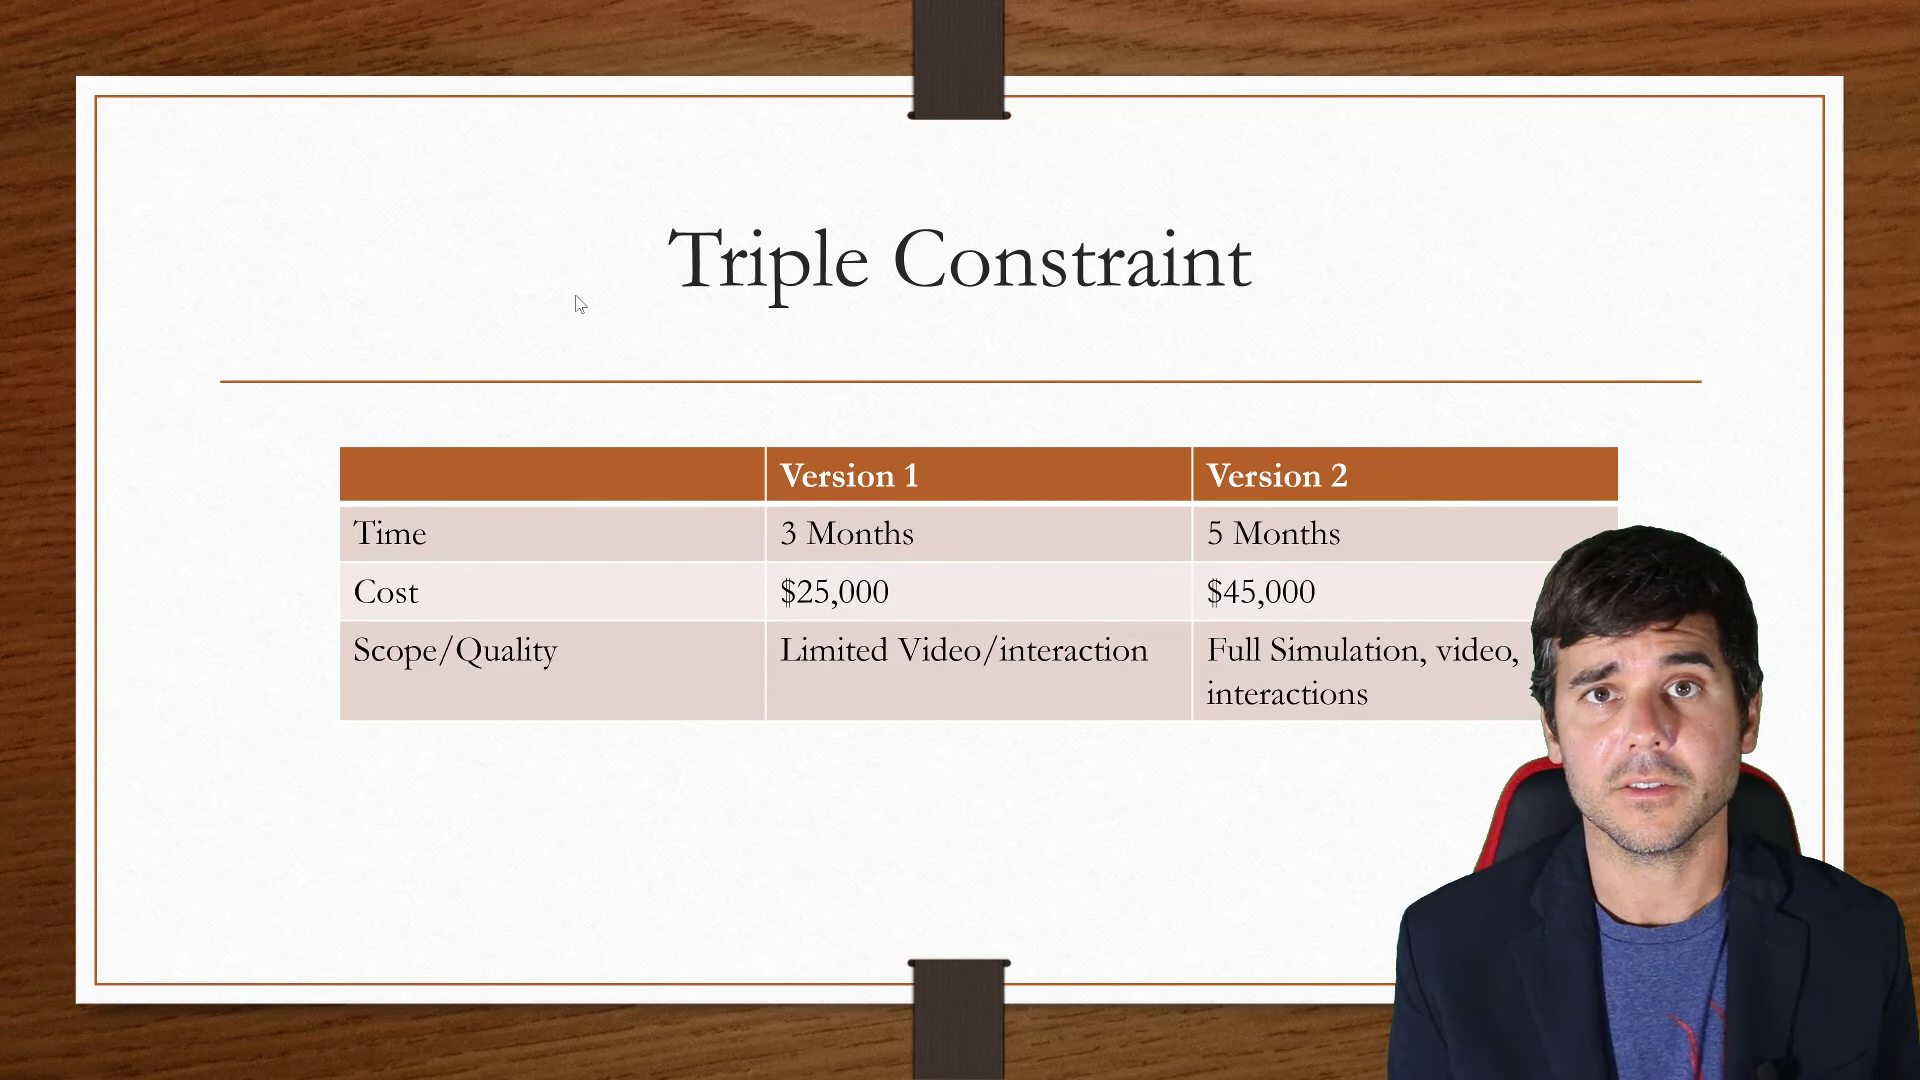 Triple Constraint
Version 1 Version 2
Time 3 Months 5 Months
Cost $25,000 $45,000
Scope/Quality Limited Video/interaction Full Simulation, video,
interactions